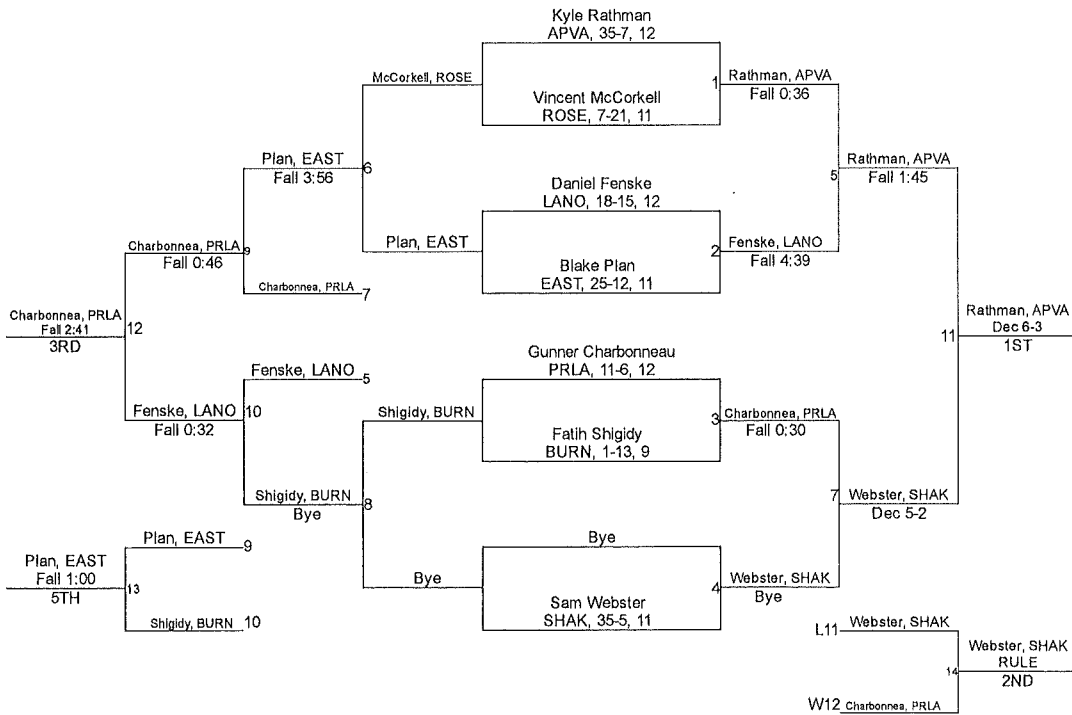 Kyle Rathman
APVA, 35-7, 12
McCorkell, ROSE
1
Rathman, APVA
Fall 0:36
Vincent McCorkell
ROSE, 7-21, 11
Plan, EAST
Fall 3:56
6
Rathman, APVA
Fall 1:45
5
Daniel Fenske
LANO, 18-15, 12
Plan, EAST
2
Fenske, LANO
Fall 4:39
Charbonnea, PRLA
Fall 0:46
9
Blake Plan
EAST, 25-12, 11
Charbonnea, PRLA
7
Charbonnea, PRLA
Fall 2:41
3RD
12
Rathman, APVA
Dec 6-3
1ST
11
Gunner Charbonneau
PRLA, 11-6, 12
Fenske, LANO
5
Fenske, LANO
Fall 0:32
10
Shigidy, BURN
3
Charbonnea, PRLA
Fall 0:30
Fatih Shigidy
BURN, 1-13, 9
Shigidy, BURN
Bye
8
7
Webster, SHAK
Dec 5-2
Plan, EAST
9
Bye
Plan, EAST
Fall 1:00
5TH
13
Bye
4
Webster, SHAK
Bye
Sam Webster
SHAK, 35-5, 11
Shigidy, BURN
10
L11
Webster, SHAK
Webster, SHAK
RULE
2ND
14
W12
Charbonnea, PRLA